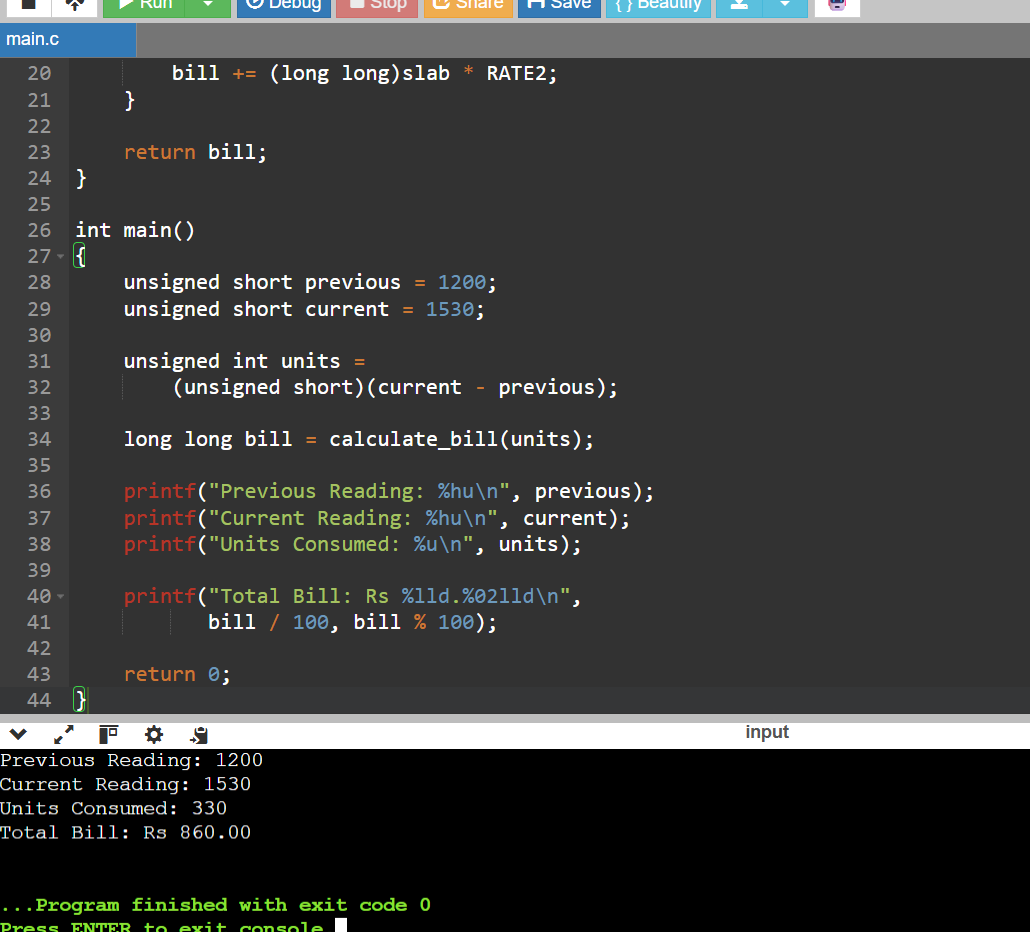 Run Debug Stop Share Save { } Beautify
main.c
20 bill += (long long)slab * RATE2;
21 }
22
23 return bill;
24 }
25
26 int main()
27 {
28 unsigned short previous = 1200;
29 unsigned short current = 1530;
30
31 unsigned int units =
32 (unsigned short)(current - previous);
33
34 long long bill = calculate_bill(units);
35
36 printf("Previous Reading: %hu\n", previous);
37 printf("Current Reading: %hu\n", current);
38 printf("Units Consumed: %u\n", units);
39
40 printf("Total Bill: Rs %lld.%02lld\n",
41 bill / 100, bill % 100);
42
43 return 0;
44 }
input
Previous Reading: 1200
Current Reading: 1530
Units Consumed: 330
Total Bill: Rs 860.00
...Program finished with exit code 0
Press ENTER to exit console.